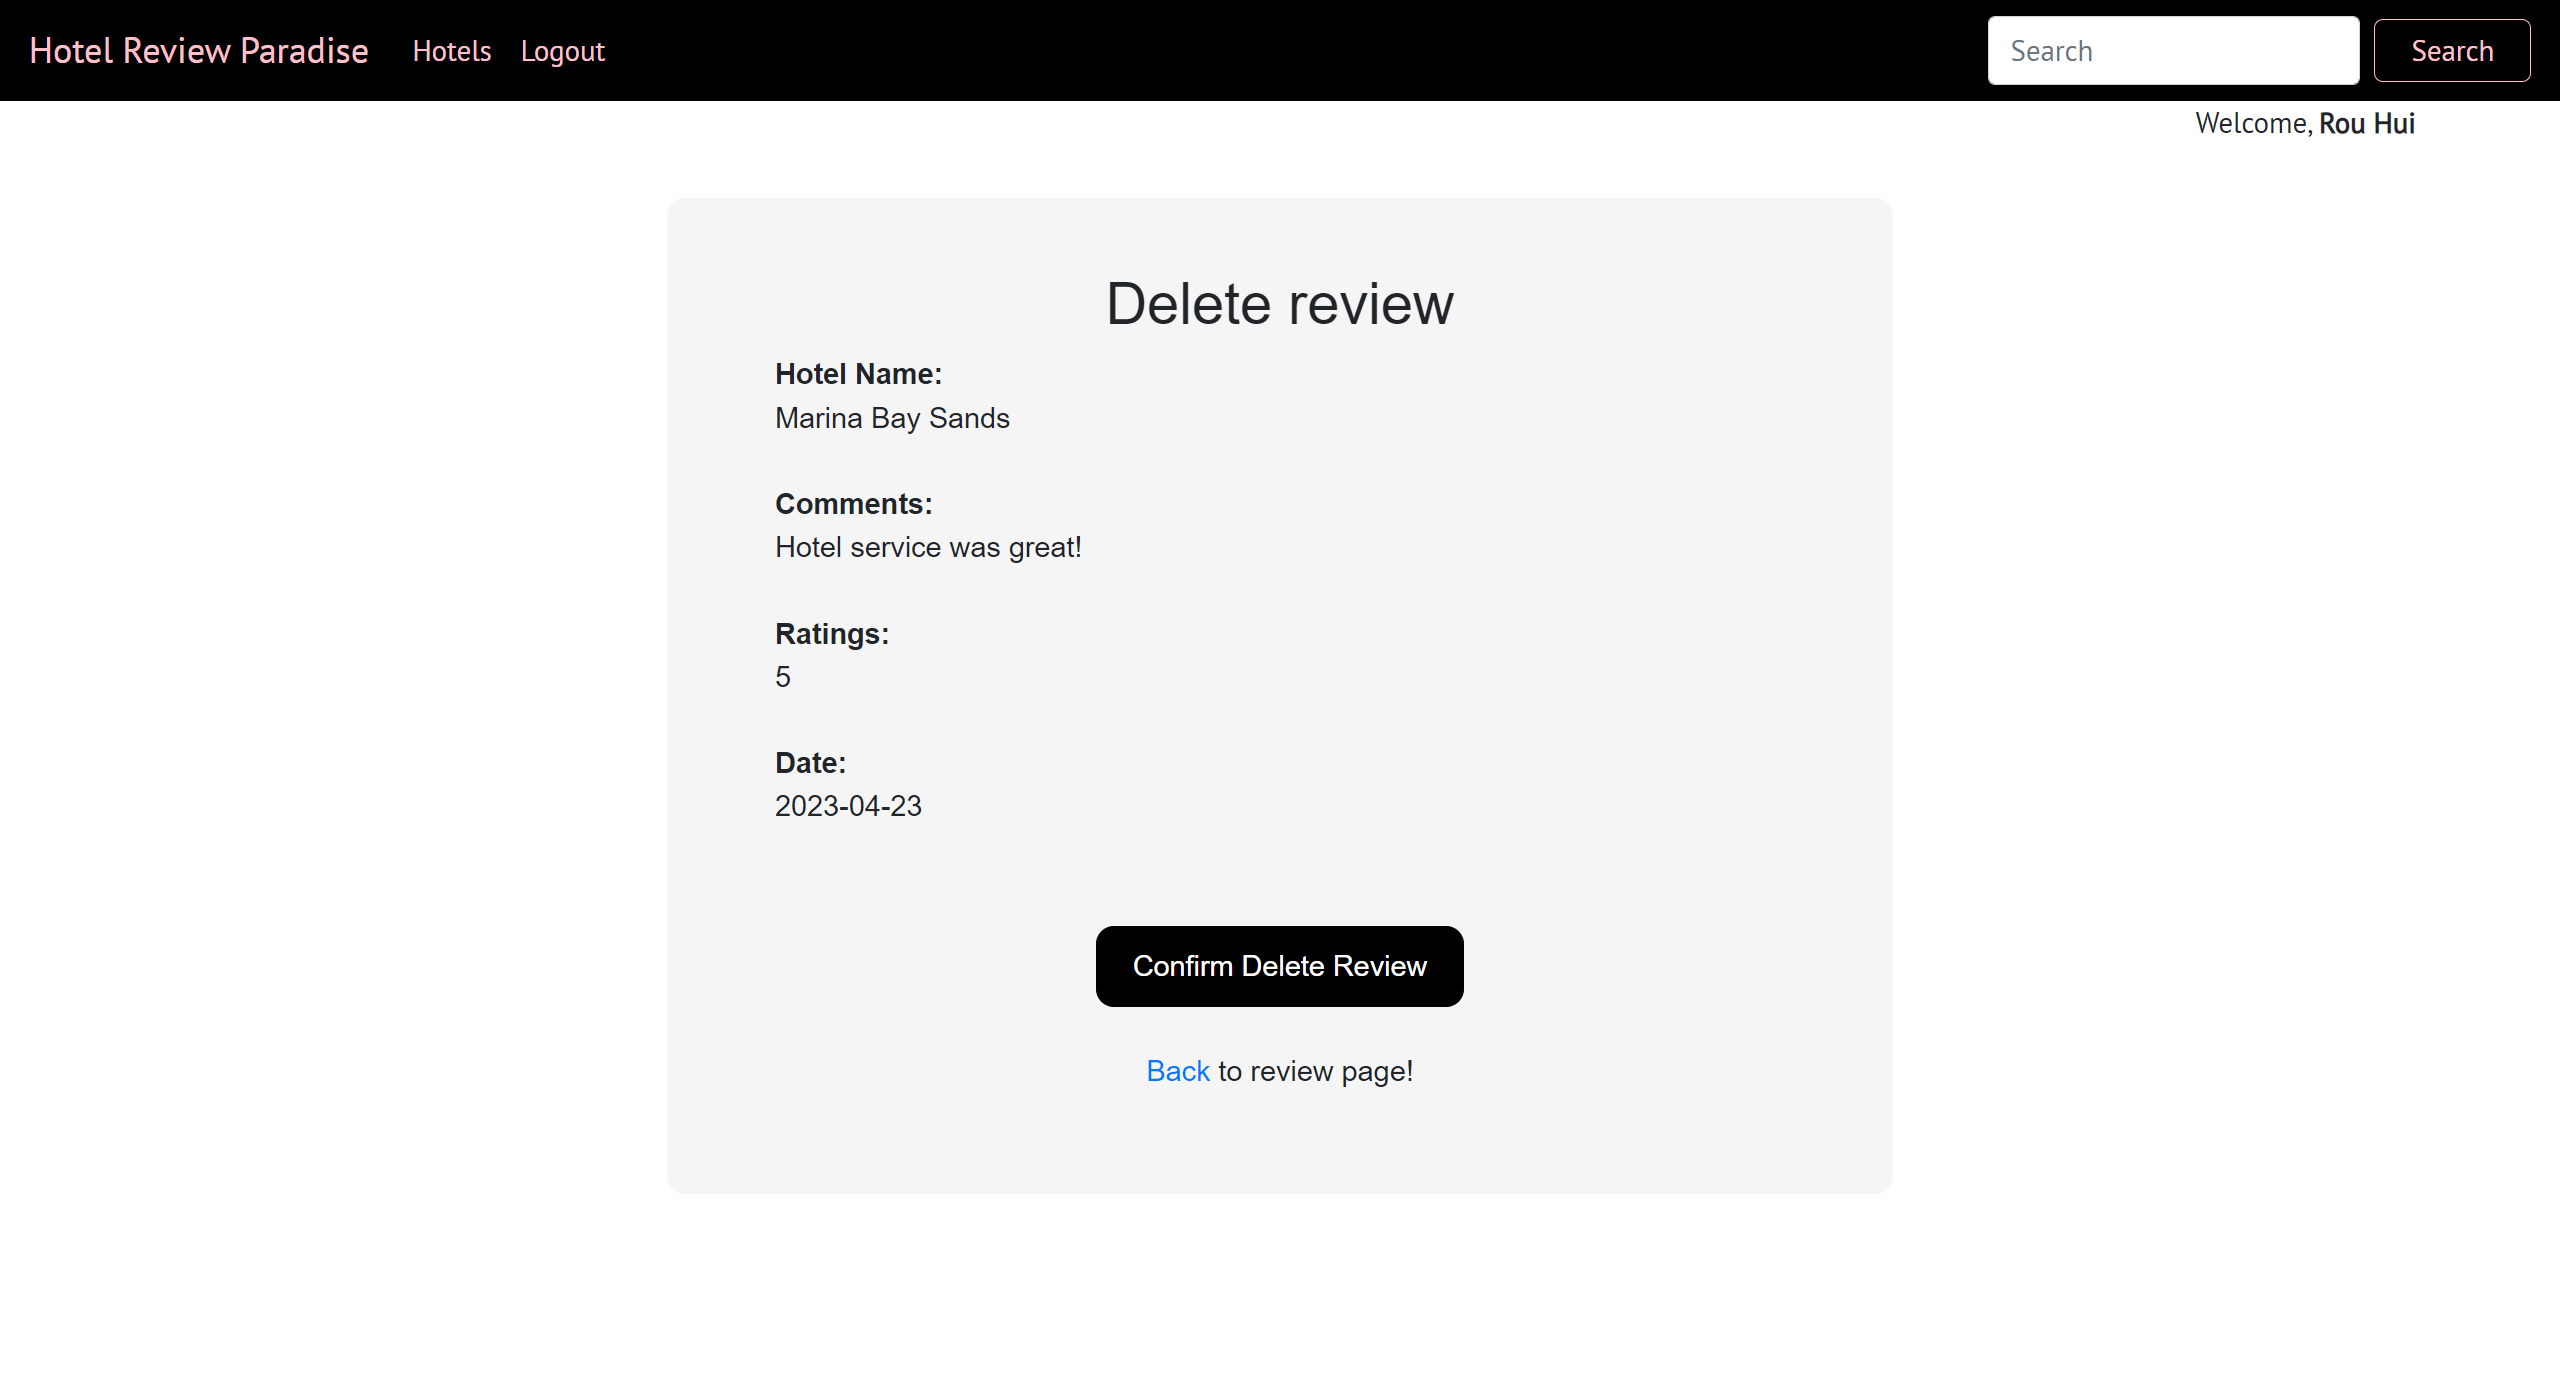 Hotel Review Paradise Hotels Logout Search Search
Welcome, Rou Hui
Delete review
Hotel Name:
Marina Bay Sands
Comments:
Hotel service was great!
Ratings:
5
Date:
2023-04-23
Confirm Delete Review
Back to review page!